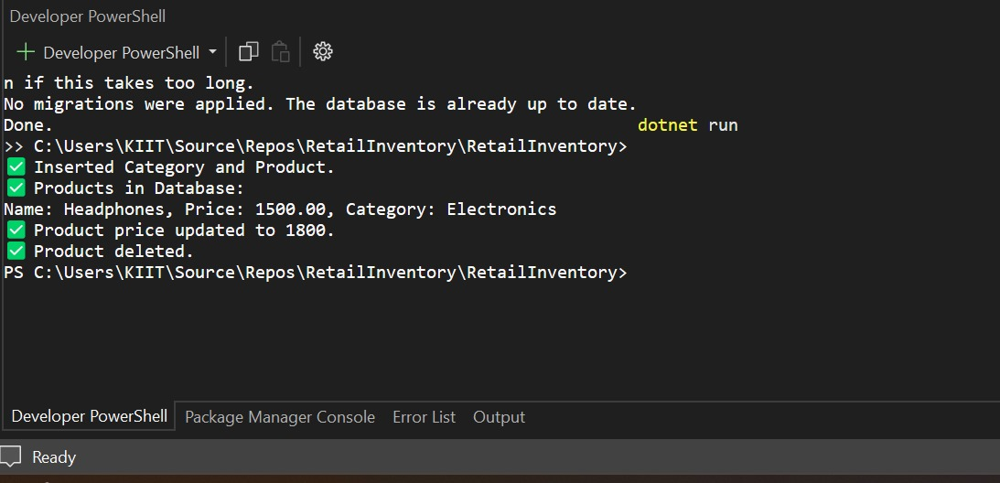 Developer PowerShell
Developer PowerShell
n if this takes too long.
No migrations were applied. The database is already up to date.
Done. dotnet run
>> C:\Users\KIIT\Source\Repos\RetailInventory\RetailInventory>
✅ Inserted Category and Product.
✅ Products in Database:
Name: Headphones, Price: 1500.00, Category: Electronics
✅ Product price updated to 1800.
✅ Product deleted.
PS C:\Users\KIIT\Source\Repos\RetailInventory\RetailInventory>
Developer PowerShell Package Manager Console Error List Output
Ready